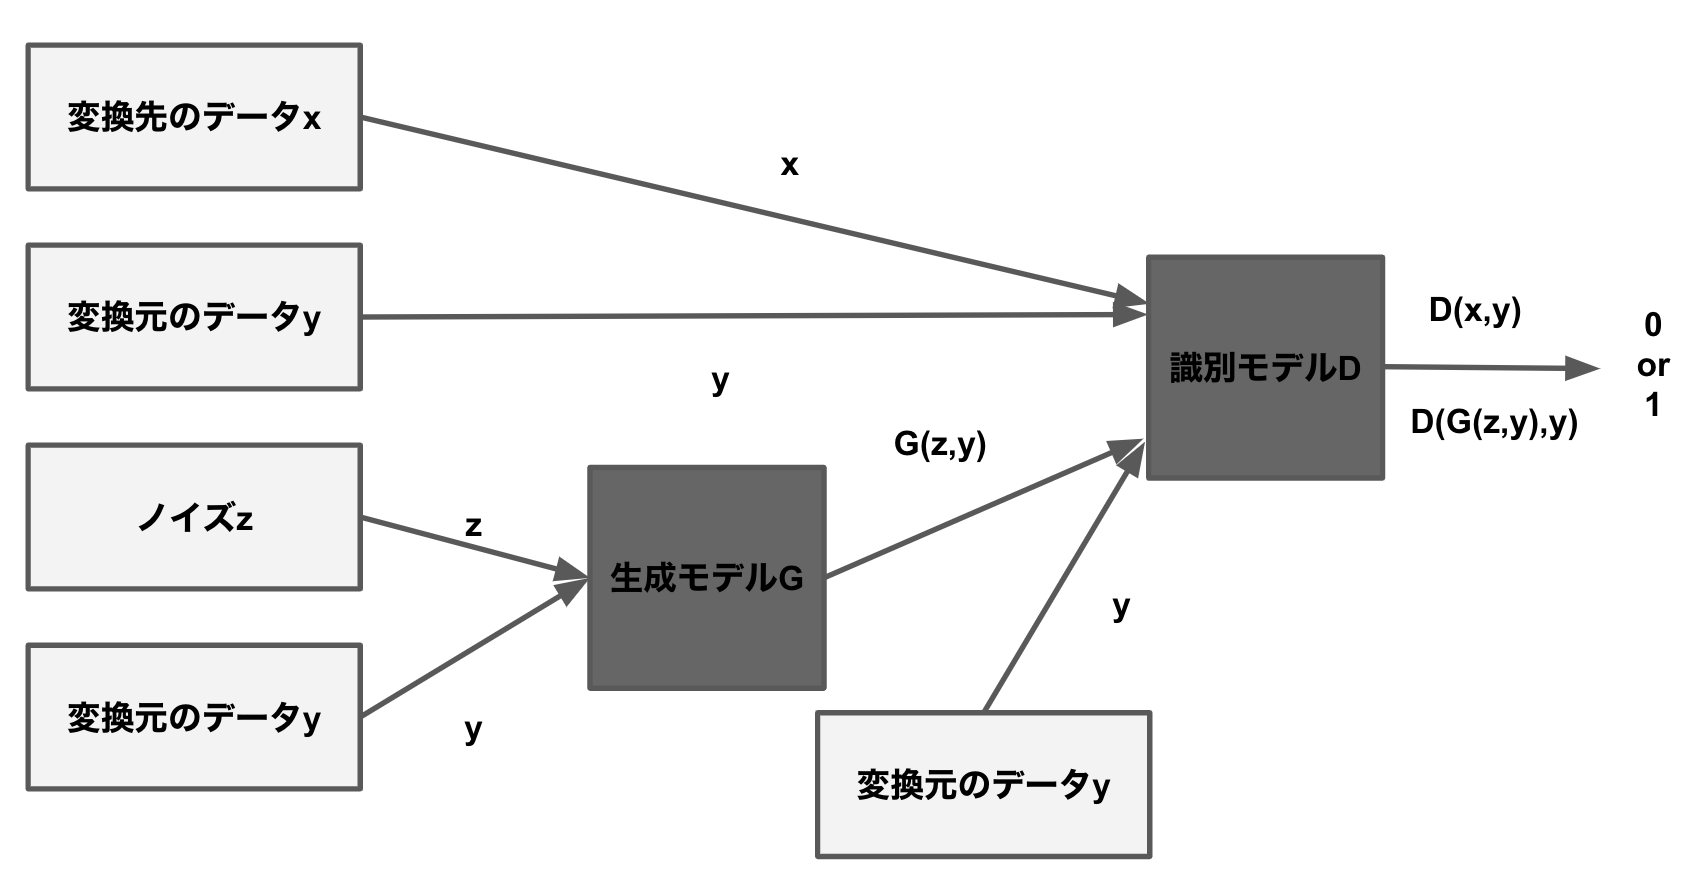 変換先のデータx
x
変換元のデータy
y
ノイズz
z
変換元のデータy
y
生成モデルG
G(z,y)
変換元のデータy
y
識別モデルD
D(x,y)
D(G(z,y),y)
0
or
1